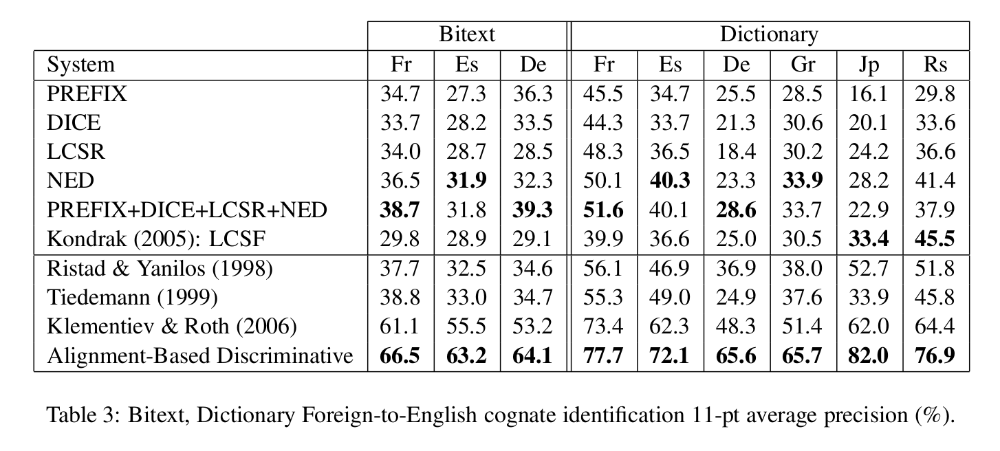 Bitext Dictionary
System Fr Es De Fr Es De Gr Jp Rs
PREFIX 34.7 27.3 36.3 45.5 34.7 25.5 28.5 16.1 29.8
DICE 33.7 28.2 33.5 44.3 33.7 21.3 30.6 20.1 33.6
LCSR 34.0 28.7 28.5 48.3 36.5 18.4 30.2 24.2 36.6
NED 36.5 31.9 32.3 50.1 40.3 23.3 33.9 28.2 41.4
PREFIX+DICE+LCSR+NED 38.7 31.8 39.3 51.6 40.1 28.6 33.7 22.9 37.9
Kondrak (2005): LCSF 29.8 28.9 29.1 39.9 36.6 25.0 30.5 33.4 45.5
Ristad & Yanilos (1998) 37.7 32.5 34.6 56.1 46.9 36.9 38.0 52.7 51.8
Tiedemann (1999) 38.8 33.0 34.7 55.3 49.0 24.9 37.6 33.9 45.8
Klementiev & Roth (2006) 61.1 55.5 53.2 73.4 62.3 48.3 51.4 62.0 64.4
Alignment-Based Discriminative 66.5 63.2 64.1 77.7 72.1 65.6 65.7 82.0 76.9
Table 3: Bitext, Dictionary Foreign-to-English cognate identification 11-pt average precision (%).